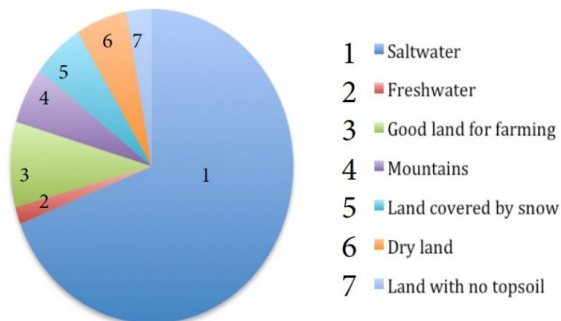 7
6
5
4
3
2
1
1 Saltwater
2 Freshwater
3 Good land for farming
4 Mountains
5 Land covered by snow
6 Dry land
7 Land with no topsoil